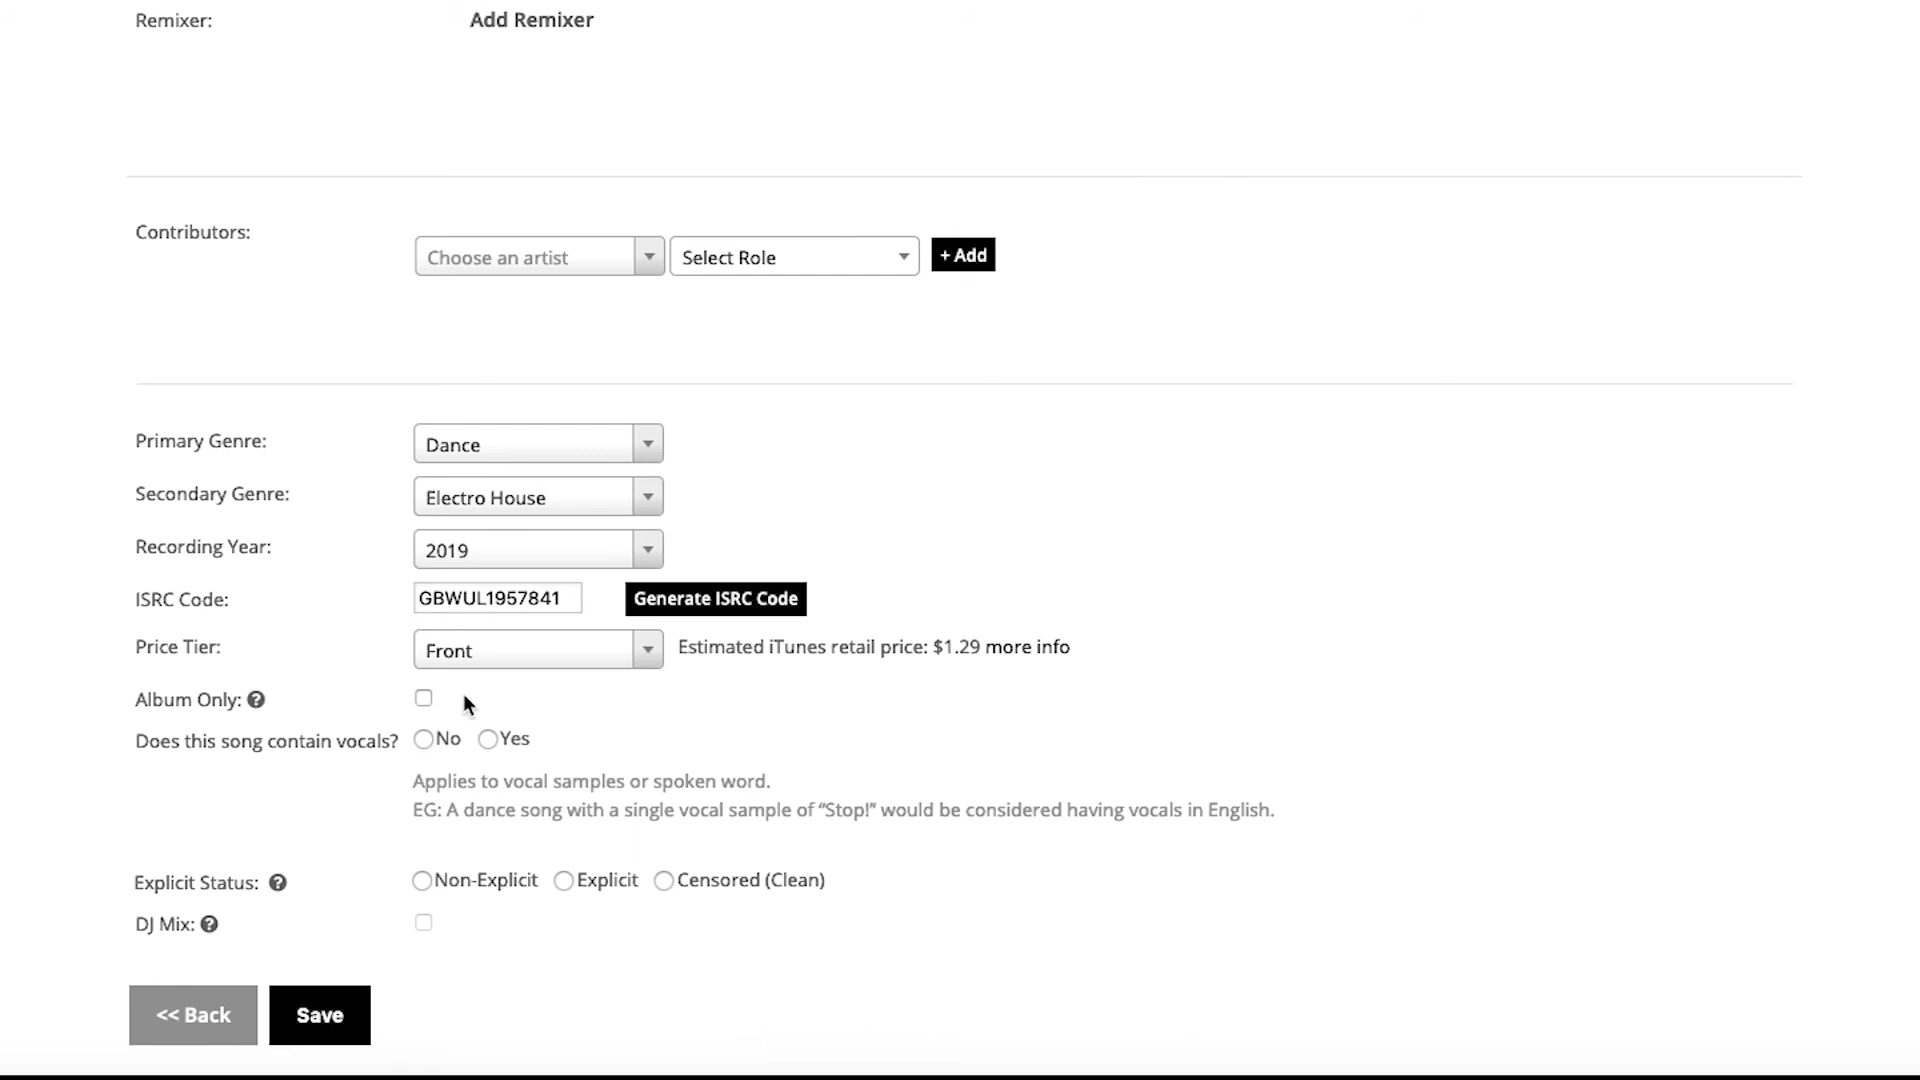 Remixer: Add Remixer
Contributors:
Choose an artist Select Role + Add
Primary Genre: Dance
Secondary Genre: Electro House
Recording Year: 2019
ISRC Code: GBWUL1957841 Generate ISRC Code
Price Tier: Front Estimated iTunes retail price: $1.29 more info
Album Only: ?
Does this song contain vocals? No Yes
Applies to vocal samples or spoken word.
EG: A dance song with a single vocal sample of “Stop!” would be considered having vocals in English.
Explicit Status: ? Non-Explicit Explicit Censored (Clean)
DJ Mix: ?
<< Back Save